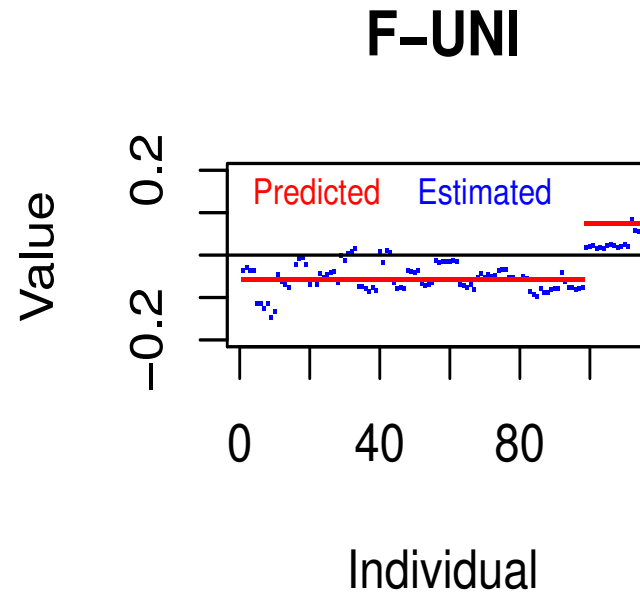 F–UNI
Value
0.2
−0.2
Predicted
Estimated
0
40
80
Individual